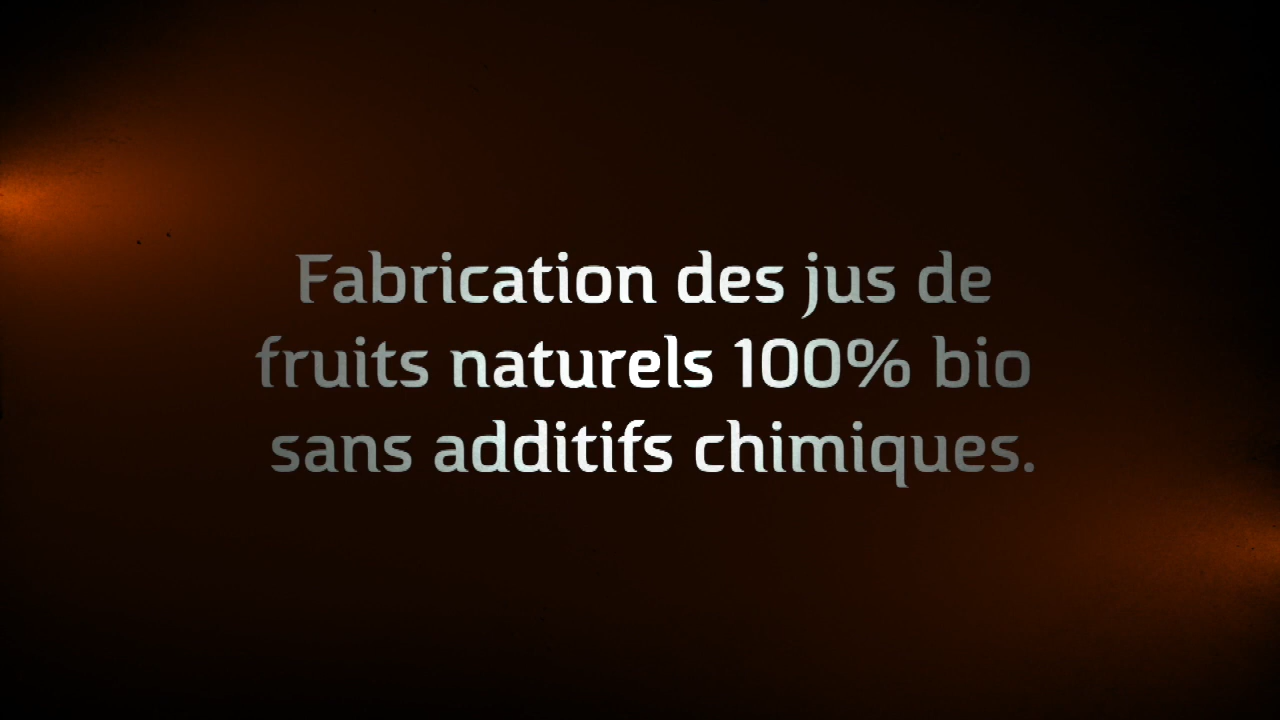 Fabrication des jus de
fruits naturels 100% bio
sans additifs chimiques.